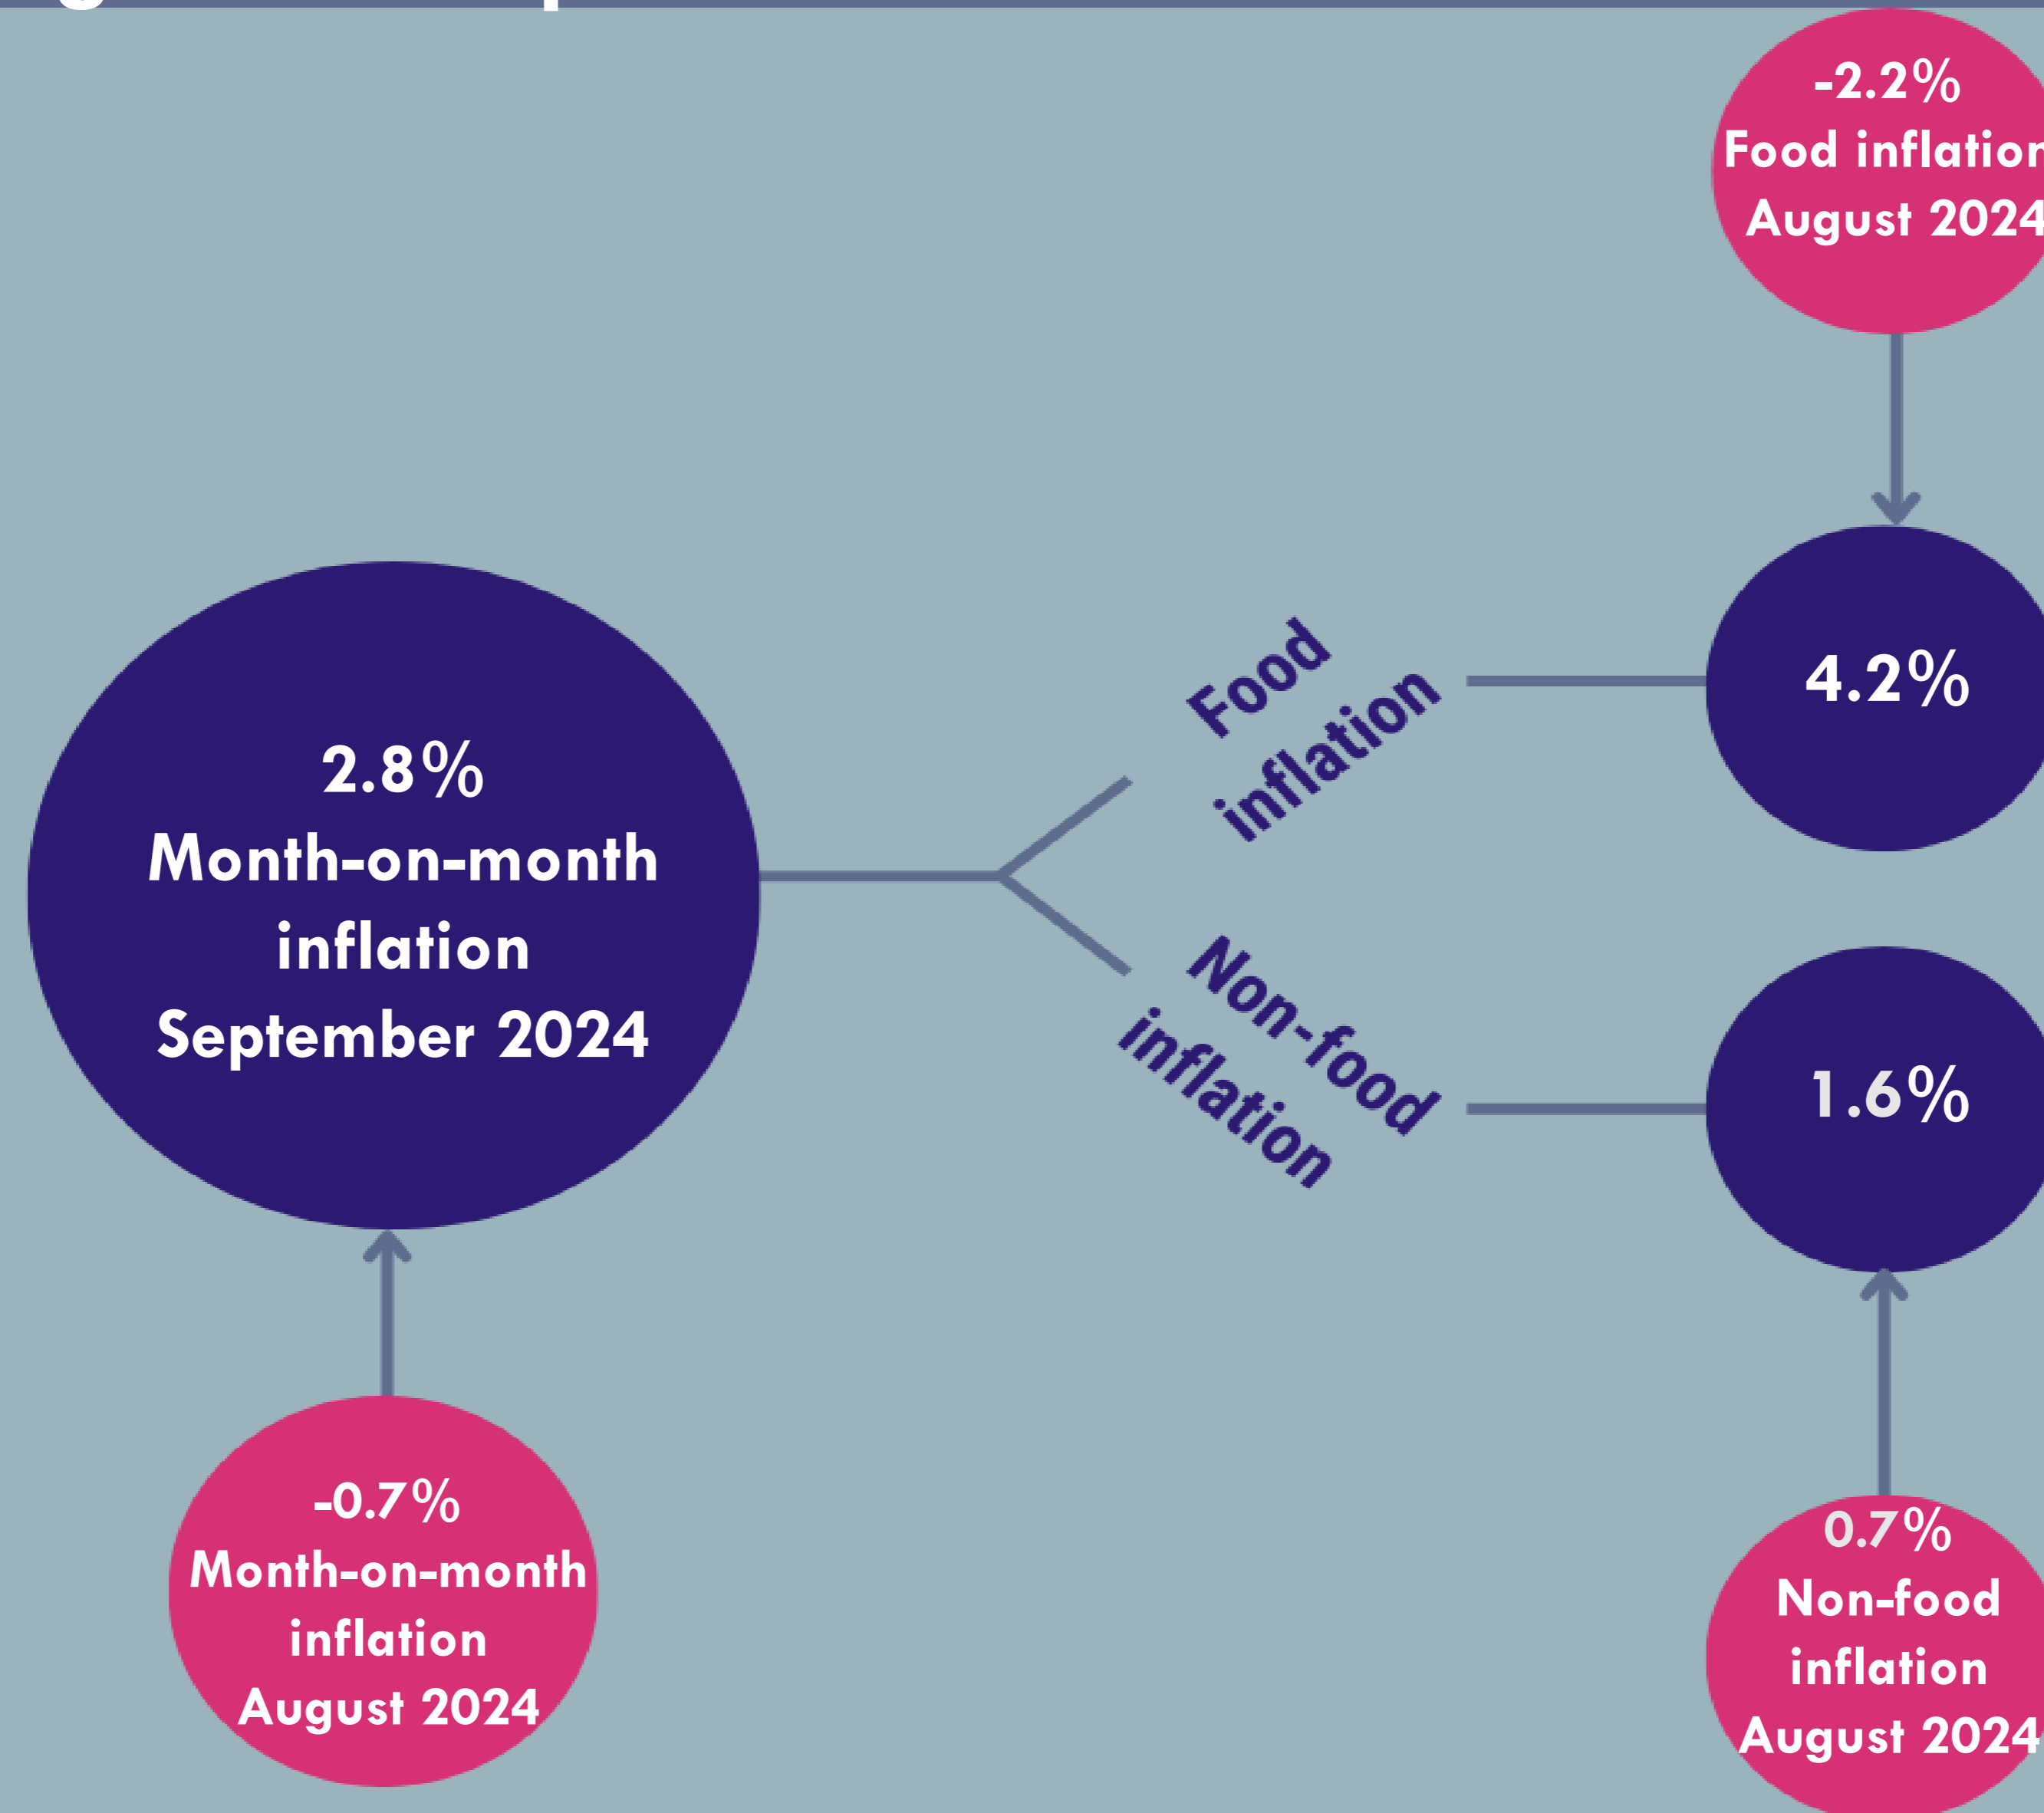 -2.2%
Food inflation
August 2024
4.2%
Food
inflation
2.8%
Month-on-month
inflation
September 2024
Non-food
inflation
1.6%
-0.7%
Month-on-month
inflation
August 2024
0.7%
Non-food
inflation
August 2024